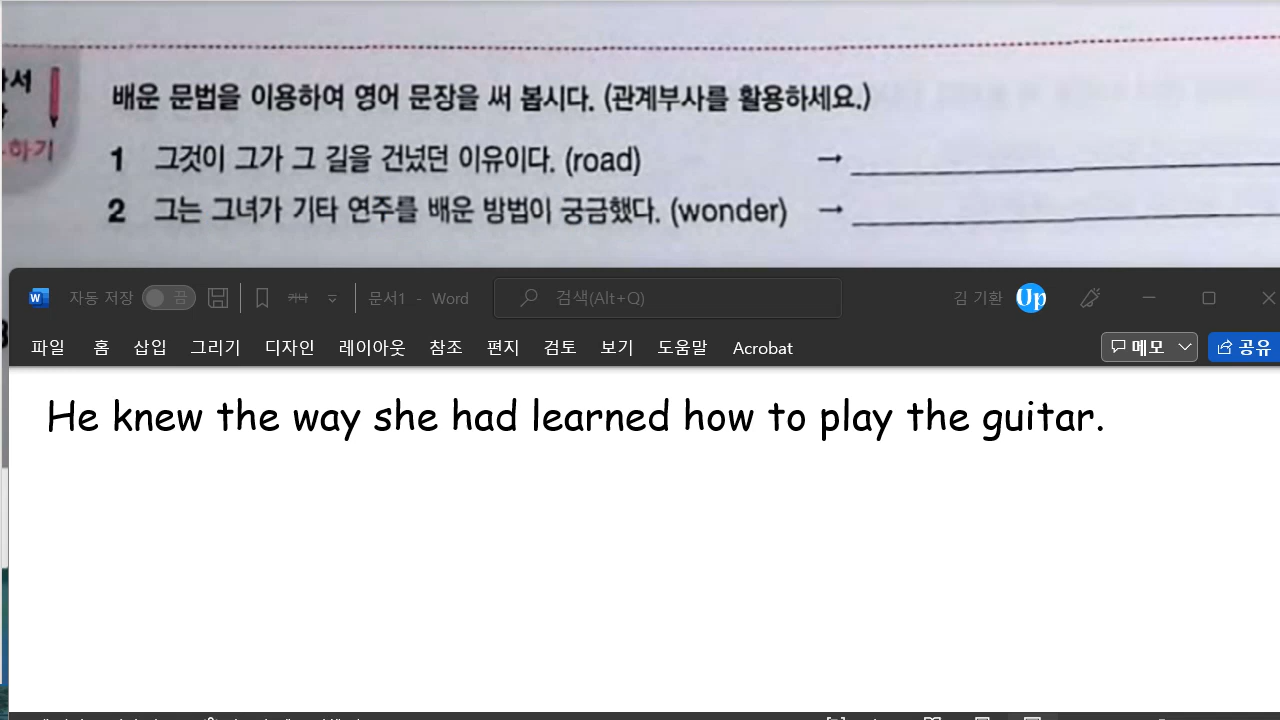 배운 문법을 이용하여 영어 문장을 써 봅시다. (관계부사를 활용하세요.)
하기
1 그것이 그가 그 길을 건넜던 이유이다. (road) →
2 그는 그녀가 기타 연주를 배운 방법이 궁금했다. (wonder) →
자동 저장 끔 가나 문서1 - Word 검색(Alt+Q) 김 기환 Up
파일 홈 삽입 그리기 디자인 레이아웃 참조 편지 검토 보기 도움말 Acrobat 메모 공유
He knew the way she had learned how to play the guitar.